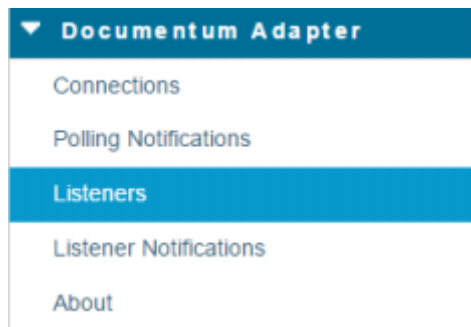 Documentum Adapter
Connections
Polling Notifications
Listeners
Listener Notifications
About